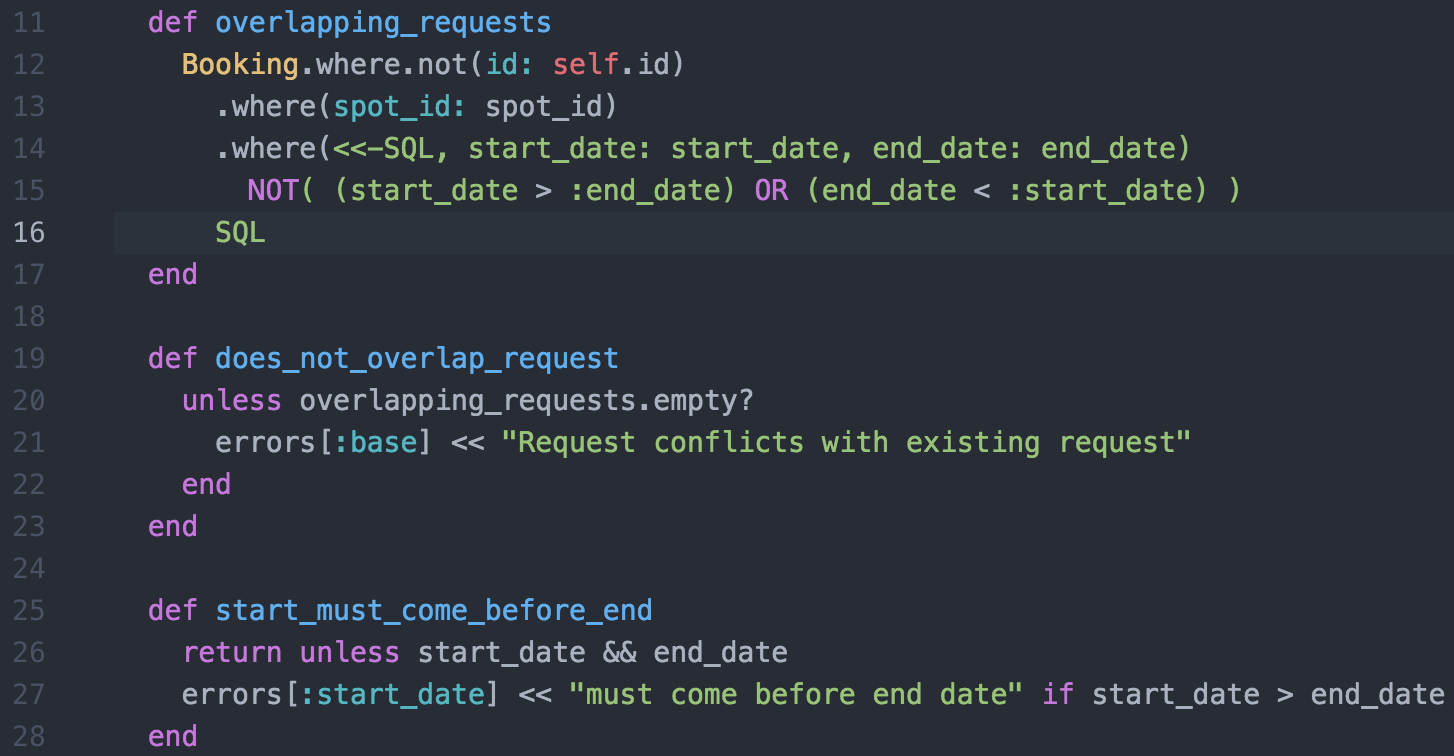 11 def overlapping_requests
12 Booking.where.not(id: self.id)
13 .where(spot_id: spot_id)
14 .where(<<-SQL, start_date: start_date, end_date: end_date)
15 NOT( (start_date > :end_date) OR (end_date < :start_date) )
16 SQL
17 end
18
19 def does_not_overlap_request
20 unless overlapping_requests.empty?
21 errors[:base] << "Request conflicts with existing request"
22 end
23 end
24
25 def start_must_come_before_end
26 return unless start_date && end_date
27 errors[:start_date] << "must come before end date" if start_date > end_date
28 end